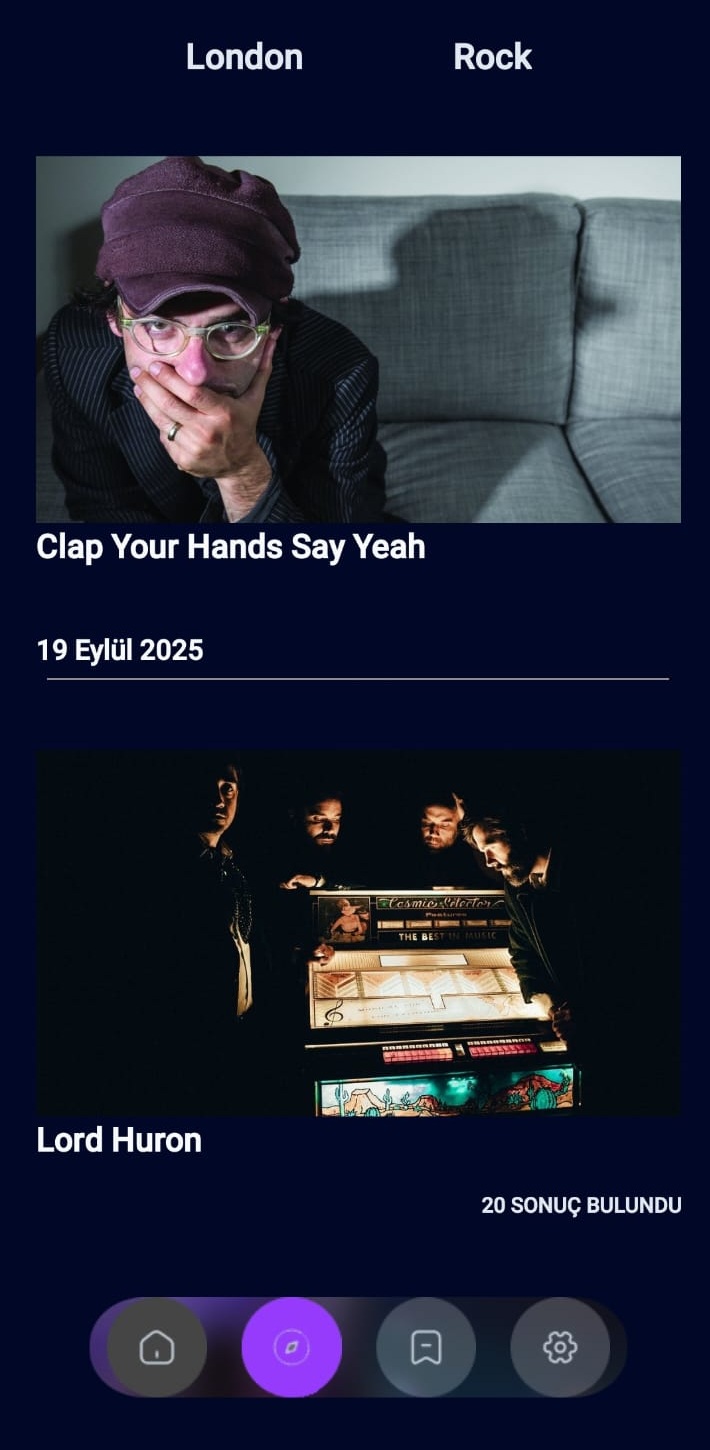 London Rock
Clap Your Hands Say Yeah
19 Eylül 2025
Cosmic Selector
Features
THE BEST IN MUSIC
Lord Huron
20 SONUÇ BULUNDU